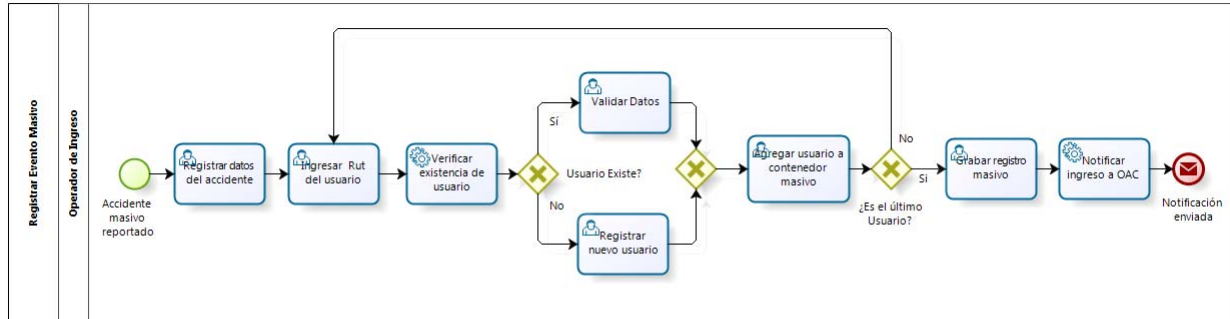 Registrar Evento Masivo
Operador de Ingreso
Accidente
masivo
reportado
Registrar datos
del accidente
Ingresar Rut
del usuario
Verificar
existencia de
usuario
Usuario Existe?
Sí
Validar Datos
No
Registrar
nuevo usuario
Agregar usuario a
contenedor
masivo
¿Es el último
Usuario?
No
Si
Grabar registro
masivo
Notificar
ingreso a OAC
Notificación
enviada